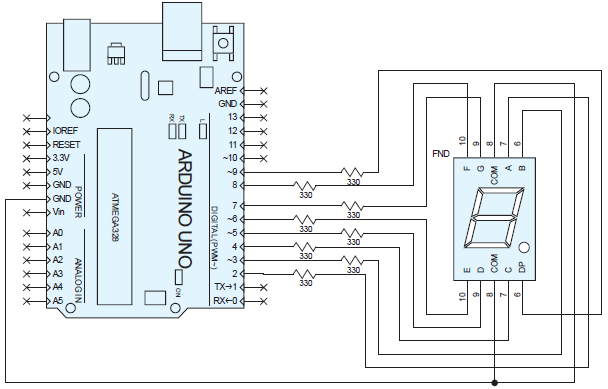 AREF
GND
13
12
11
~10
~9
8
7
~6
~5
4
~3
2
TX→1
RX←0
IOREF
RESET
3.3V
5V
GND
GND
Vin
A0
A1
A2
A3
A4
A5
POWER
ANALOG IN
ATMEGA328
ARDUINO UNO
DIGITAL (PWM~)
RX
TX
L
ON
330
330
330
330
330
330
330
330
FND
10
9
8
7
6
F
G
COM
A
B
E
D
COM
C
DP
10
9
8
7
6